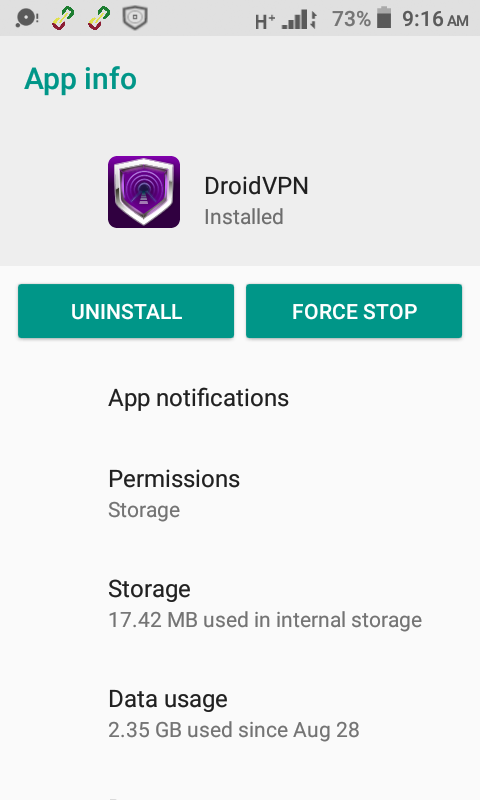 H+ 73% 9:16 AM
App info
DroidVPN
Installed
UNINSTALL FORCE STOP
App notifications
Permissions
Storage
Storage
17.42 MB used in internal storage
Data usage
2.35 GB used since Aug 28